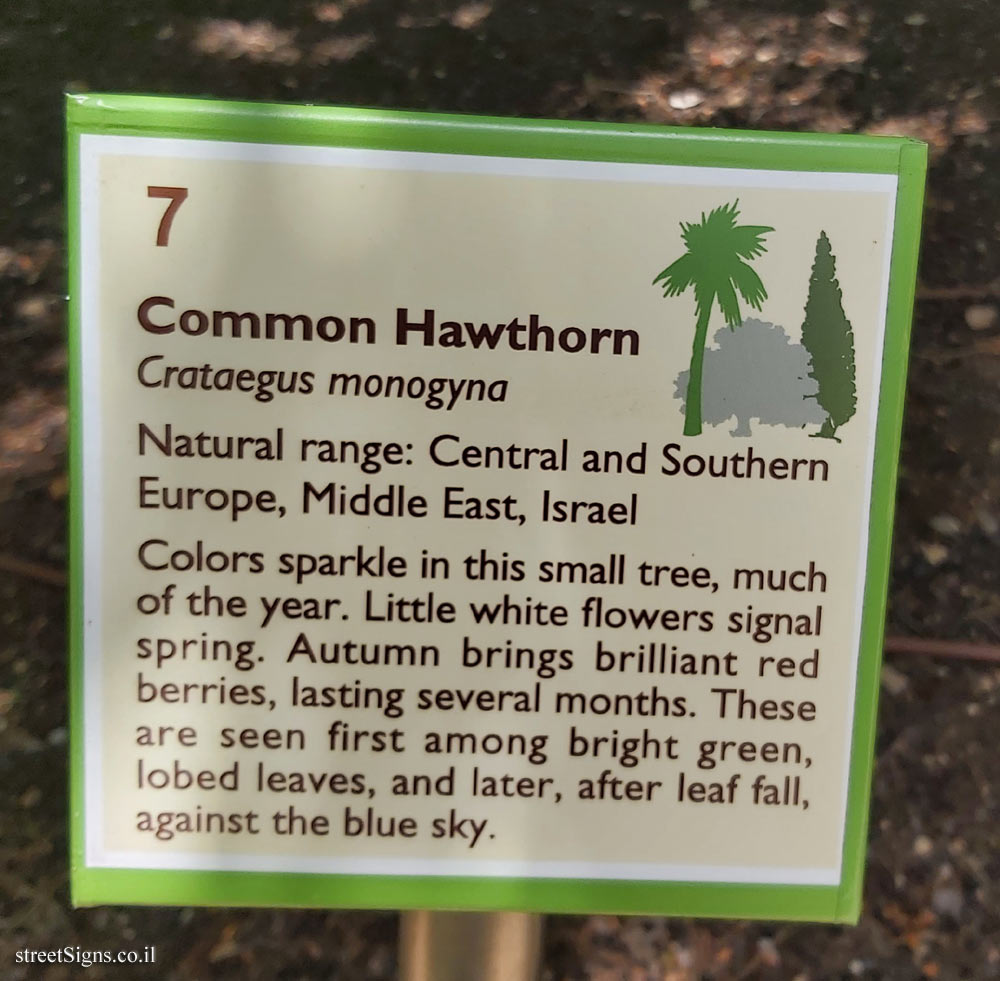 7
Common Hawthorn
Crataegus monogyna
Natural range: Central and Southern
Europe, Middle East, Israel
Colors sparkle in this small tree, much
of the year. Little white flowers signal
spring. Autumn brings brilliant red
berries, lasting several months. These
are seen first among bright green,
lobed leaves, and later, after leaf fall,
against the blue sky.
streetSigns.co.il